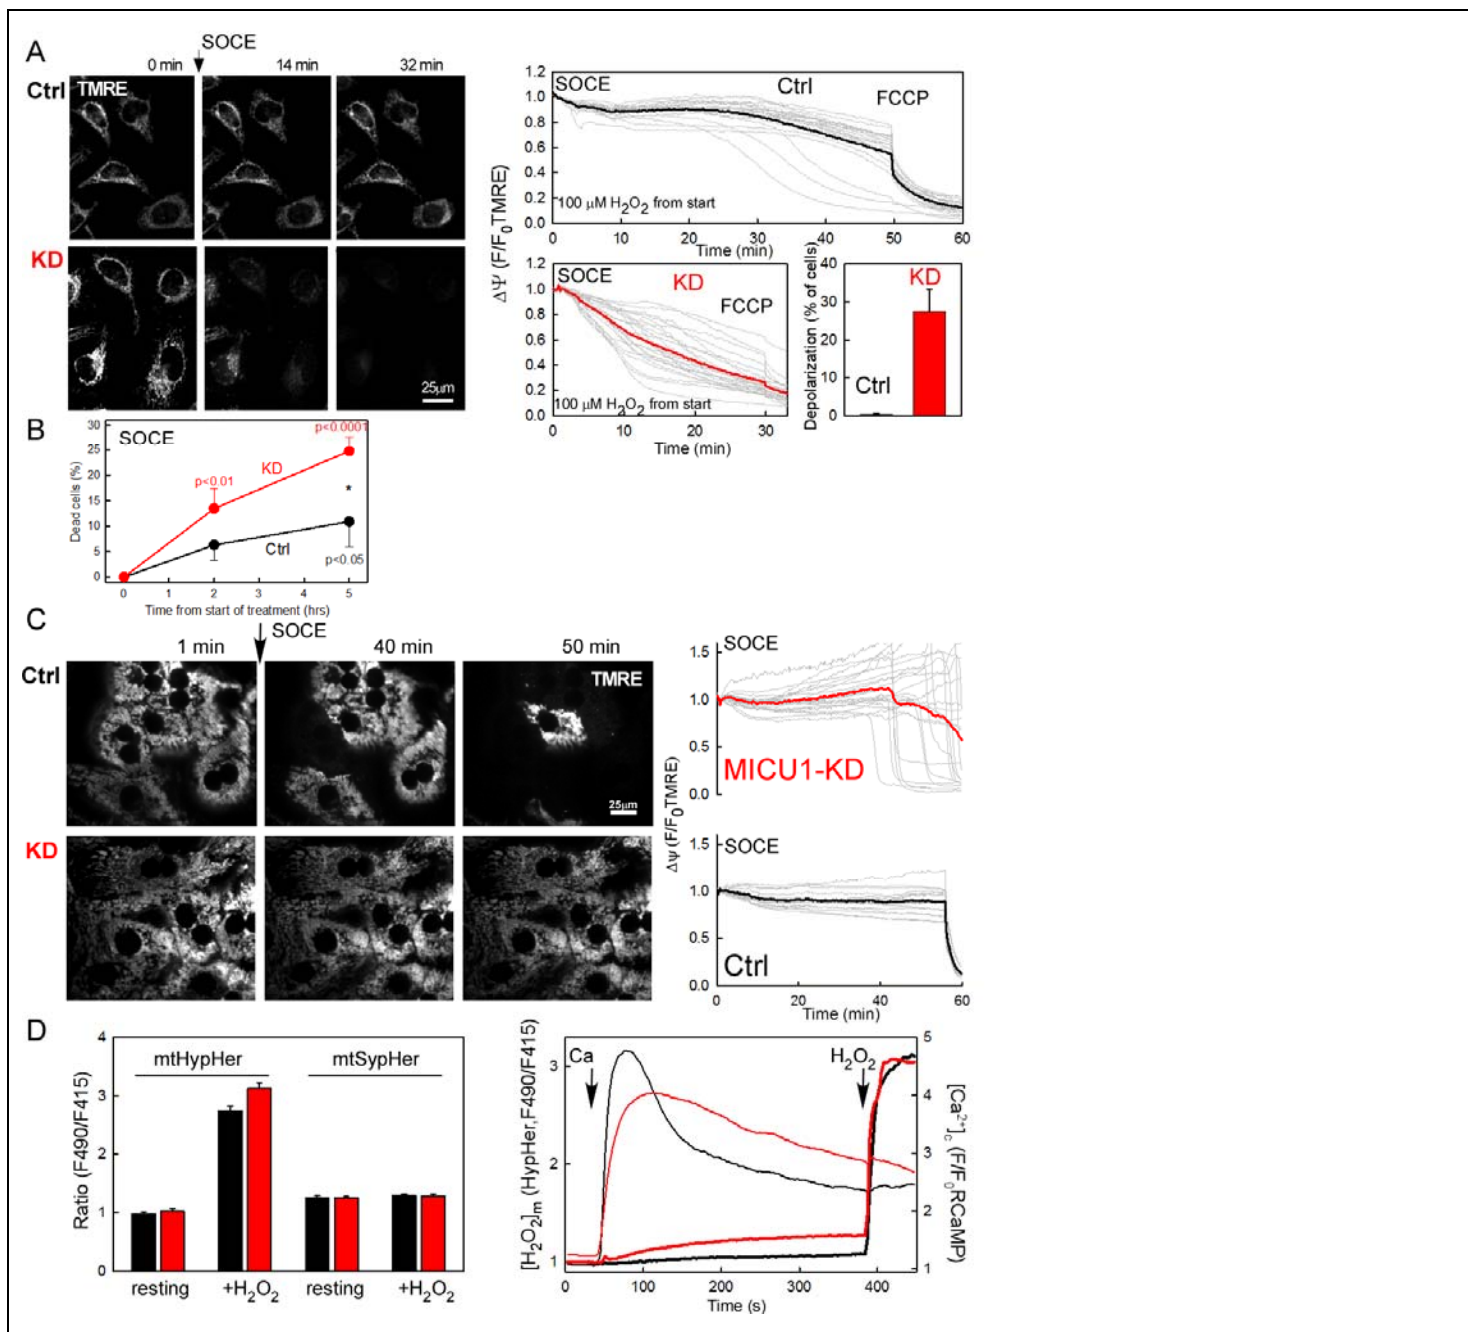 A
SOCE
0 min
14 min
32 min
Ctrl
TMRE
KD
25μm
1.2
1.0
0.8
0.6
0.4
0.2
0.0
SOCE
Ctrl
FCCP
100 μM H₂O₂ from start
0 10 20 30 40 50 60
Time (min)
ΔΨ (F/F₀TMRE)
1.2
1.0
0.8
0.6
0.4
0.2
0.0
SOCE
KD
FCCP
100 μM H₂O₂ from start
0 10 20 30
Time (min)
Depolarization (% of cells)
40
30
20
10
0
Ctrl
KD
B
Dead cells (%)
30
25
20
15
10
5
0
SOCE
p<0.0001
KD
p<0.01
*
Ctrl
p<0.05
0 1 2 3 4 5
Time from start of treatment (hrs)
C
SOCE
1 min
40 min
50 min
Ctrl
TMRE
25μm
KD
SOCE
1.5
1.0
0.5
0.0
MICU1-KD
Δψ (F/F₀TMRE)
SOCE
1.5
1.0
0.5
0.0
Ctrl
0 20 40 60
Time (min)
D
Ratio (F490/F415)
4
3
2
1
0
mtHypHer
mtSypHer
resting
+H₂O₂
resting
+H₂O₂
[H₂O₂]m (HypHer,F490/F415)
3
2
1
Ca
H₂O₂
5
4
3
2
1
[Ca²⁺]c (F/F₀RCaMP)
0 100 200 300 400
Time (s)